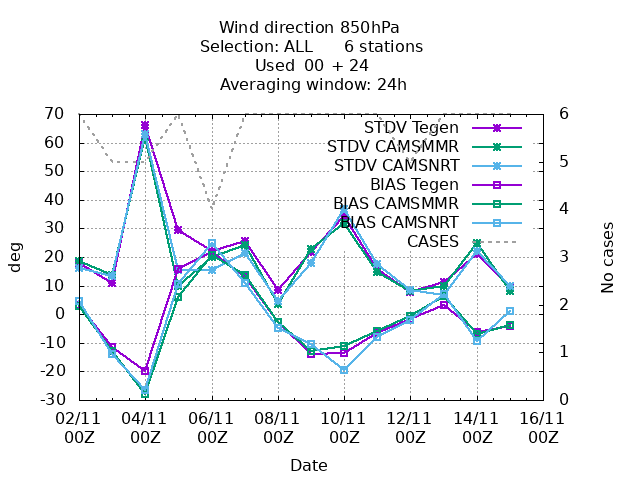 Wind direction 850hPa
Selection: ALL 6 stations
Used 00 + 24
Averaging window: 24h
70
60
50
40
30
20
10
0
-10
-20
-30
deg
6
5
4
3
2
1
0
No cases
STDV Tegen
STDV CAMSMMR
STDV CAMSNRT
BIAS Tegen
BIAS CAMSMMR
BIAS CAMSNRT
CASES
02/11 04/11 06/11 08/11 10/11 12/11 14/11 16/11
00Z 00Z 00Z 00Z 00Z 00Z 00Z 00Z
Date